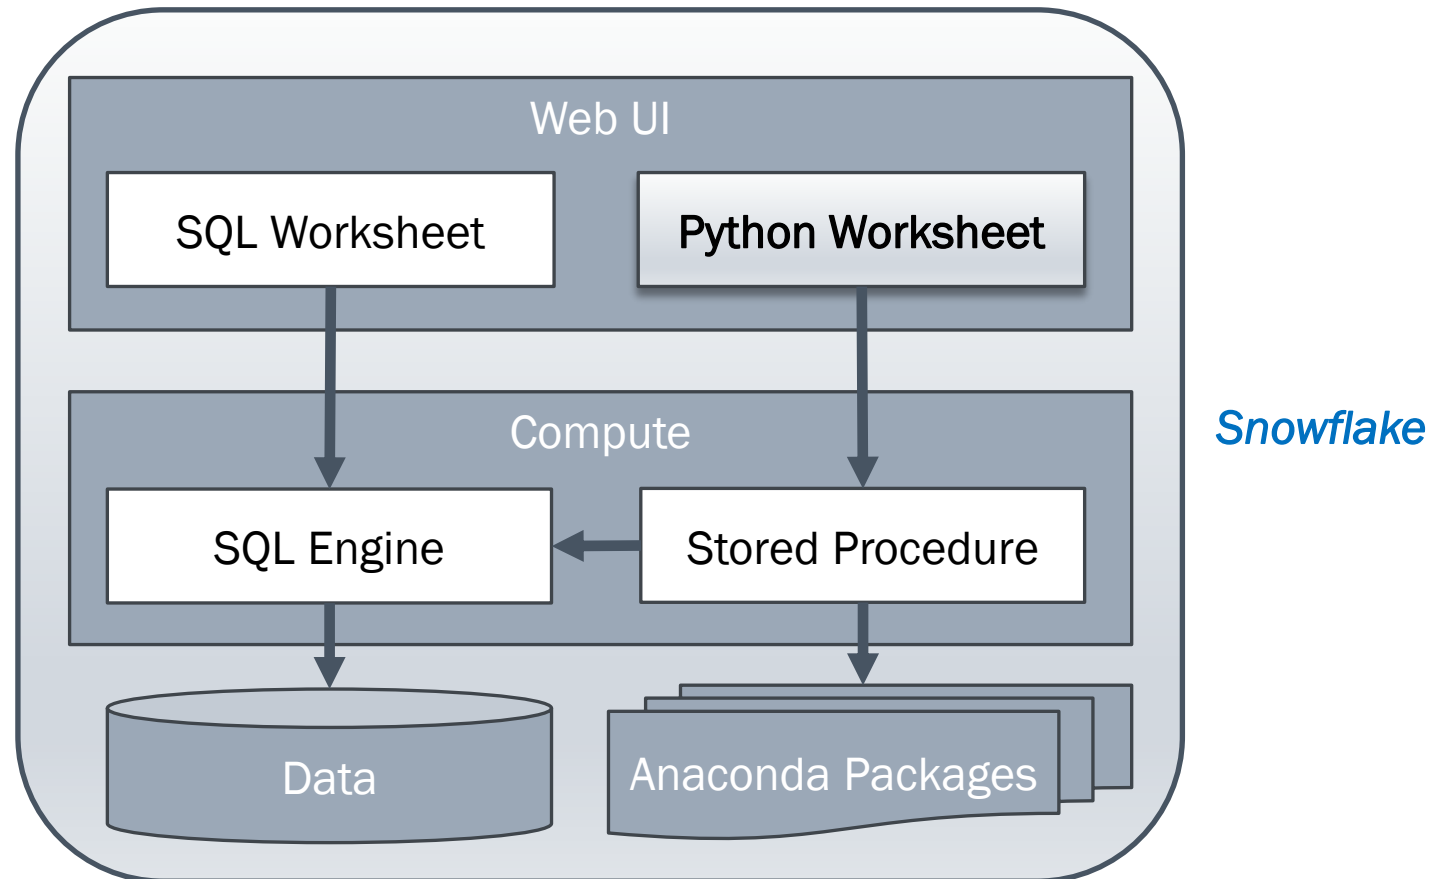 Web UI
SQL Worksheet
Python Worksheet
Snowflake
Compute
SQL Engine
Stored Procedure
Data
Anaconda Packages